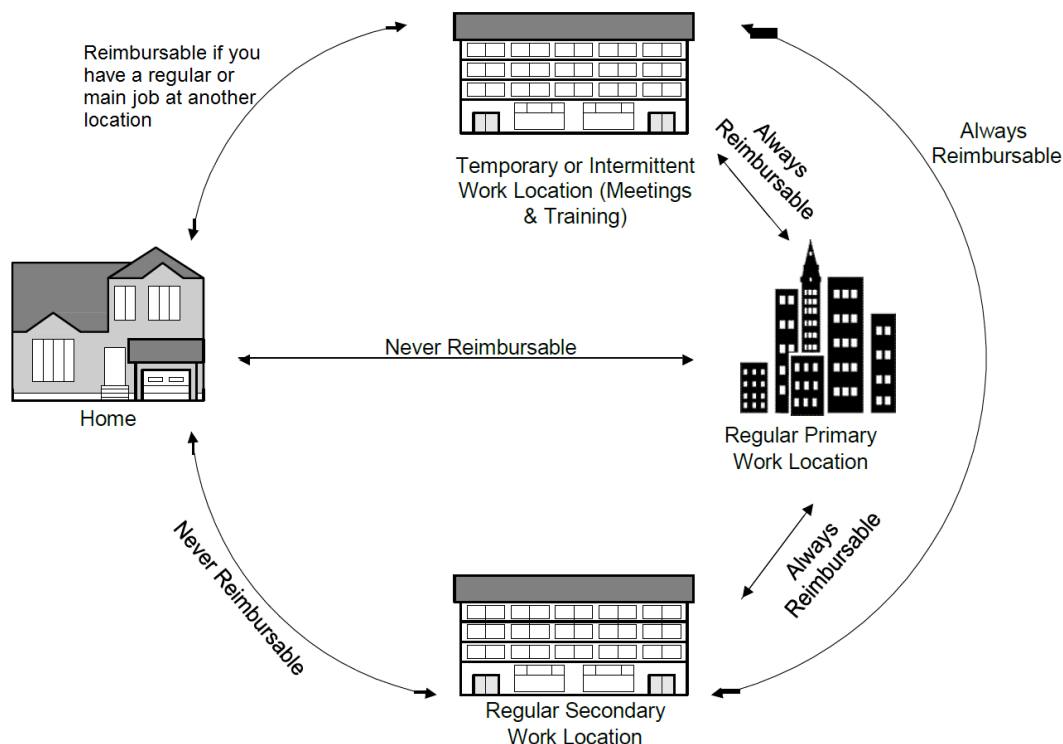 Reimbursable if you
have a regular or
main job at another
location
Temporary or Intermittent
Work Location (Meetings
& Training)
Always
Reimbursable
Always
Reimbursable
Never Reimbursable
Home
Regular Primary
Work Location
Never Reimbursable
Always
Reimbursable
Regular Secondary
Work Location